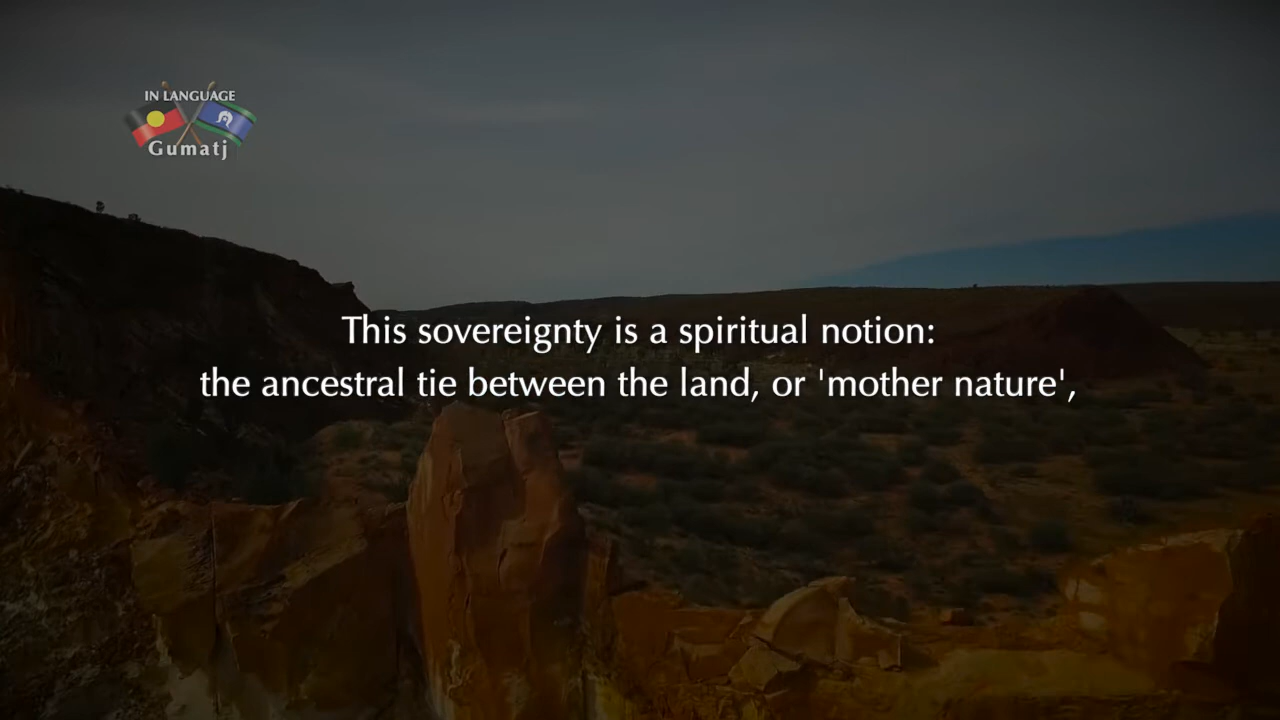 IN LANGUAGE
Gumatj
This sovereignty is a spiritual notion:
the ancestral tie between the land, or 'mother nature',